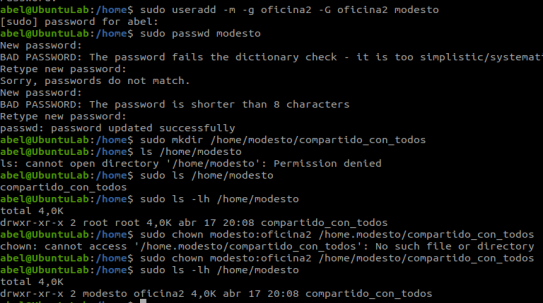 abel@UbuntuLab:/home$ sudo useradd -m -g oficina2 -G oficina2 modesto
[sudo] password for abel:
abel@UbuntuLab:/home$ sudo passwd modesto
New password:
BAD PASSWORD: The password fails the dictionary check - it is too simplistic/systemat
Retype new password:
Sorry, passwords do not match.
New password:
BAD PASSWORD: The password is shorter than 8 characters
Retype new password:
passwd: password updated successfully
abel@UbuntuLab:/home$ sudo mkdir /home/modesto/compartido_con_todos
abel@UbuntuLab:/home$ ls /home/modesto
ls: cannot open directory '/home/modesto': Permission denied
abel@UbuntuLab:/home$ sudo ls /home/modesto
compartido_con_todos
abel@UbuntuLab:/home$ sudo ls -lh /home/modesto
total 4,0K
drwxr-xr-x 2 root root 4,0K abr 17 20:08 compartido_con_todos
abel@UbuntuLab:/home$ sudo chown modesto:oficina2 /home.modesto/compartido_con_todos
chown: cannot access '/home.modesto/compartido_con_todos': No such file or directory
abel@UbuntuLab:/home$ sudo chown modesto:oficina2 /home/modesto/compartido_con_todos
abel@UbuntuLab:/home$ sudo ls -lh /home/modesto
total 4,0K
drwxr-xr-x 2 modesto oficina2 4,0K abr 17 20:08 compartido_con_todos